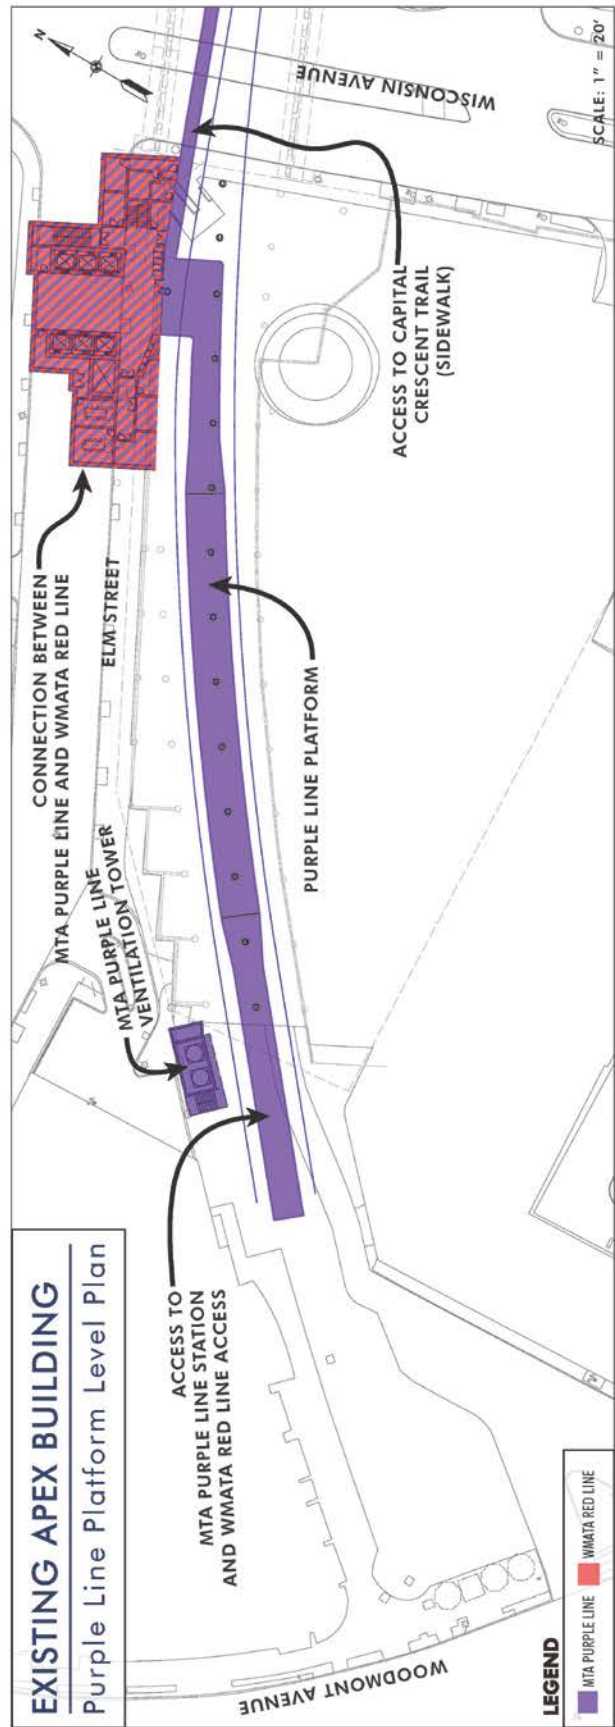 EXISTING APEX BUILDING
Purple Line Platform Level Plan
CONNECTION BETWEEN
MTA PURPLE LINE AND WMATA RED LINE
ELM STREET
MTA PURPLE LINE
VENTILATION TOWER
ACCESS TO
MTA PURPLE LINE STATION
AND WMATA RED LINE ACCESS
PURPLE LINE PLATFORM
ACCESS TO CAPITAL
CRESCENT TRAIL
(SIDEWALK)
WISCONSIN AVENUE
WOODMONT AVENUE
N
LEGEND
MTA PURPLE LINE
WMATA RED LINE
SCALE: 1" = 20'